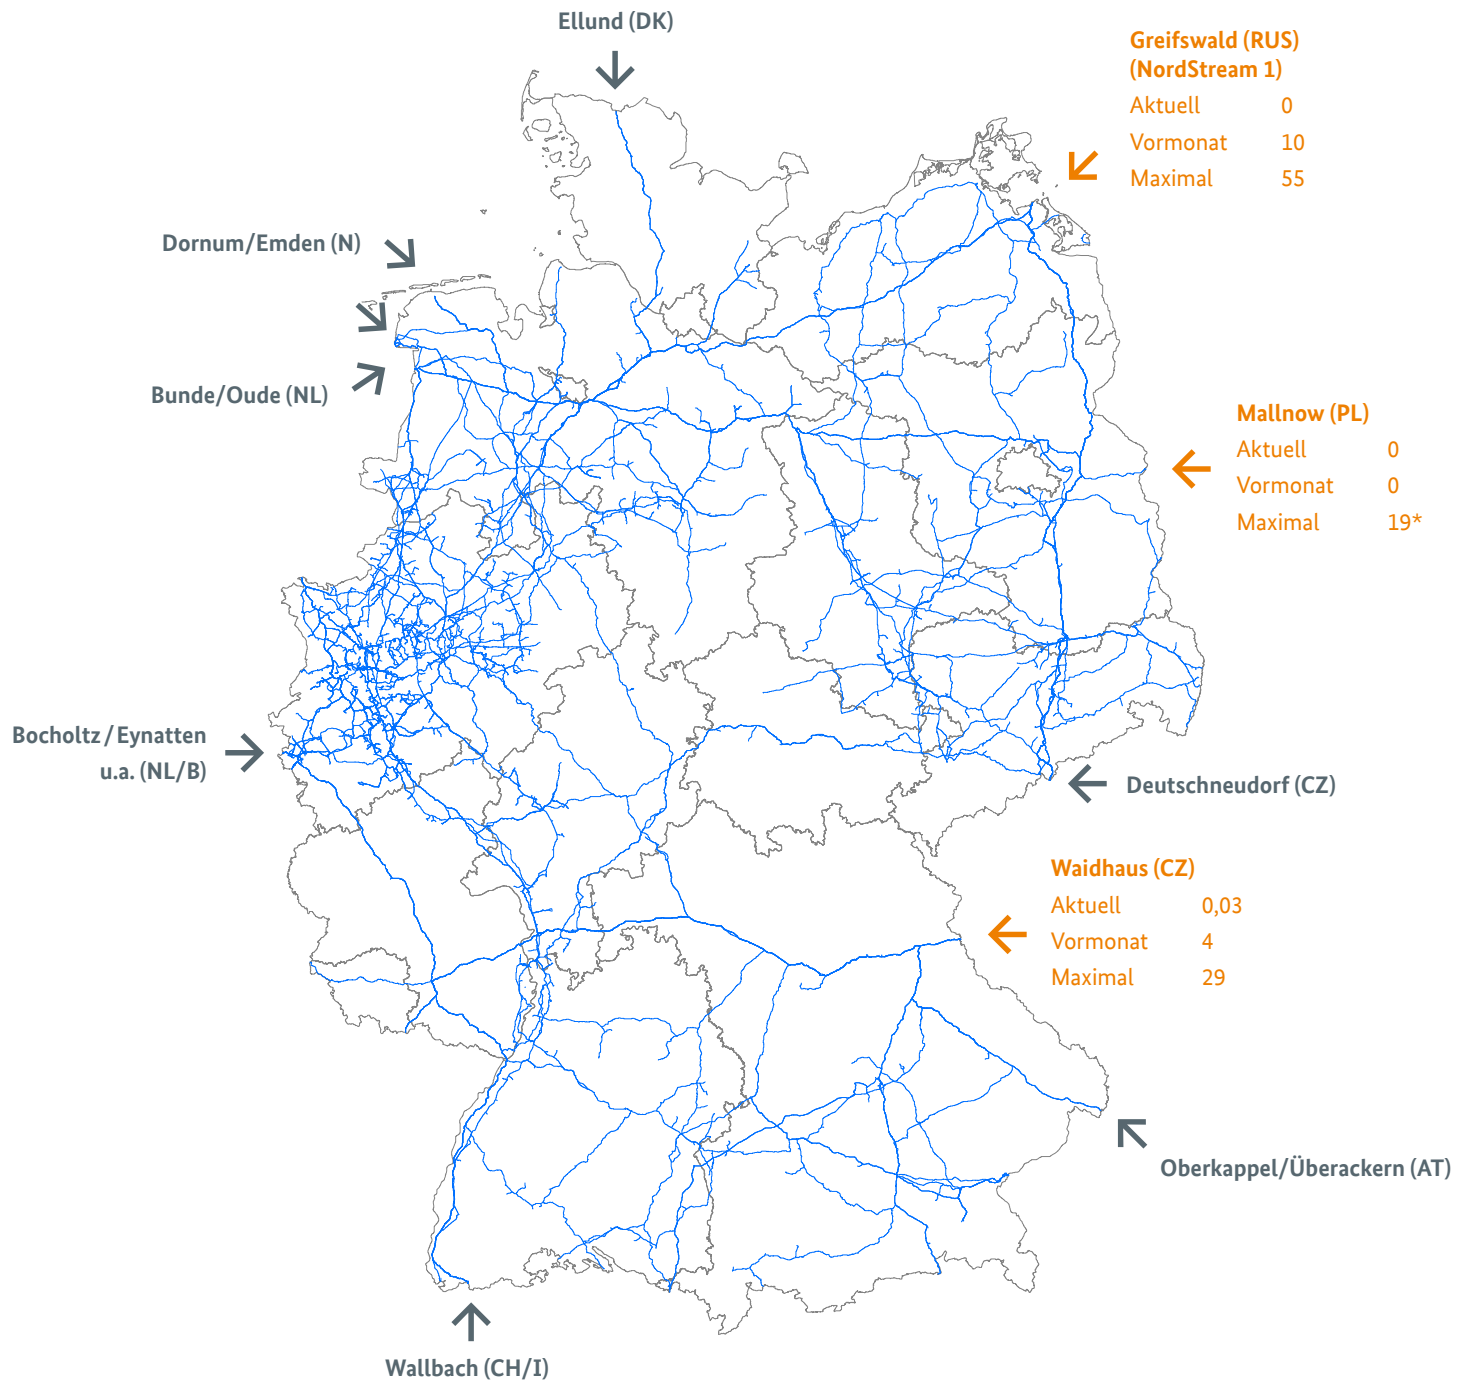 Ellund (DK)
Greifswald (RUS)
(NordStream 1)
Aktuell 0
Vormonat 10
Maximal 55
Dornum/Emden (N)
Bunde/Oude (NL)
Mallnow (PL)
Aktuell 0
Vormonat 0
Maximal 19*
Bocholtz / Eynatten
u.a. (NL/B)
Deutschneudorf (CZ)
Waidhaus (CZ)
Aktuell 0,03
Vormonat 4
Maximal 29
Oberkappel/Überackern (AT)
Wallbach (CH/I)